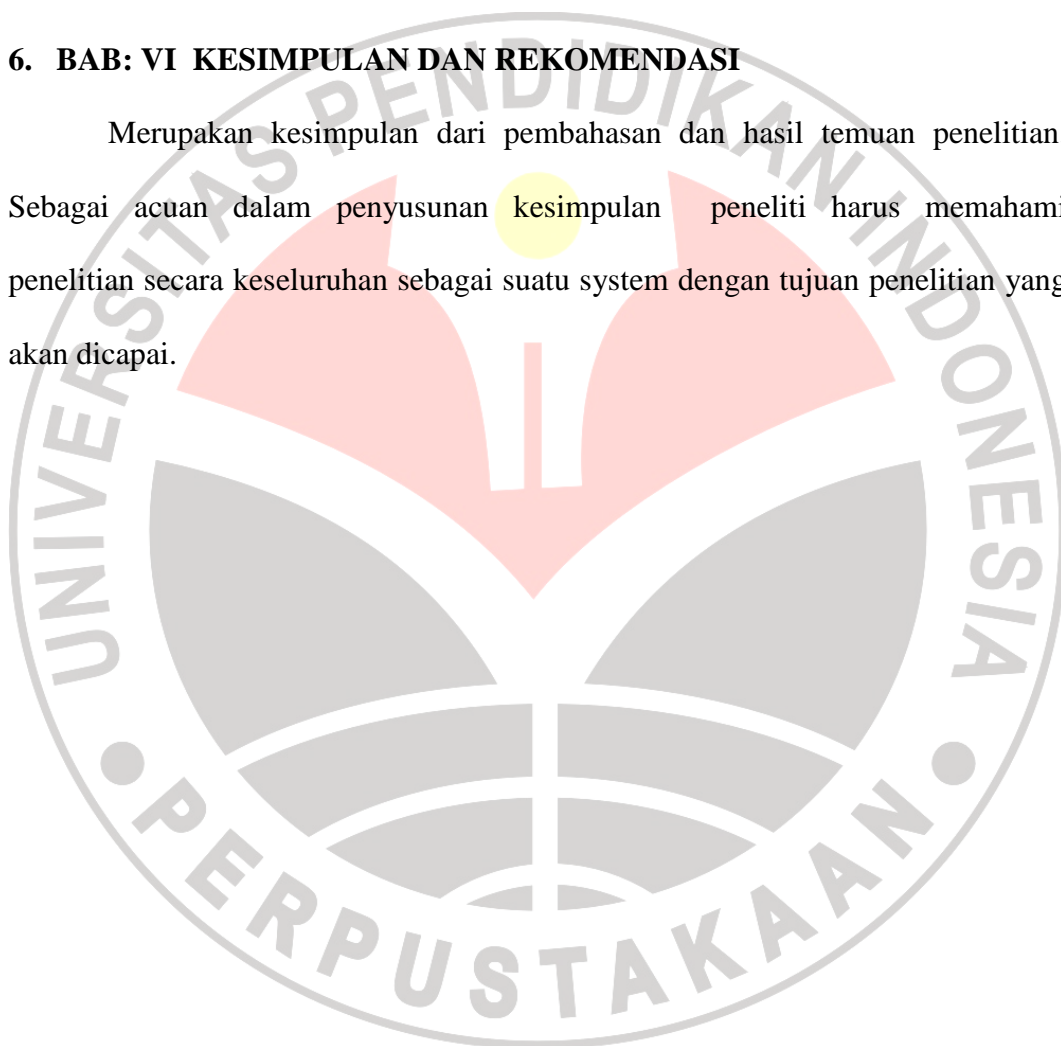 6. BAB: VI KESIMPULAN DAN REKOMENDASI
Merupakan kesimpulan dari pembahasan dan hasil temuan penelitian
Sebagai acuan dalam penyusunan kesimpulan peneliti harus memahami
penelitian secara keseluruhan sebagai suatu system dengan tujuan penelitian yang
akan dicapai.
UNIVERSITAS PENDIDIKAN INDONESIA
PERPUSTAKAAN